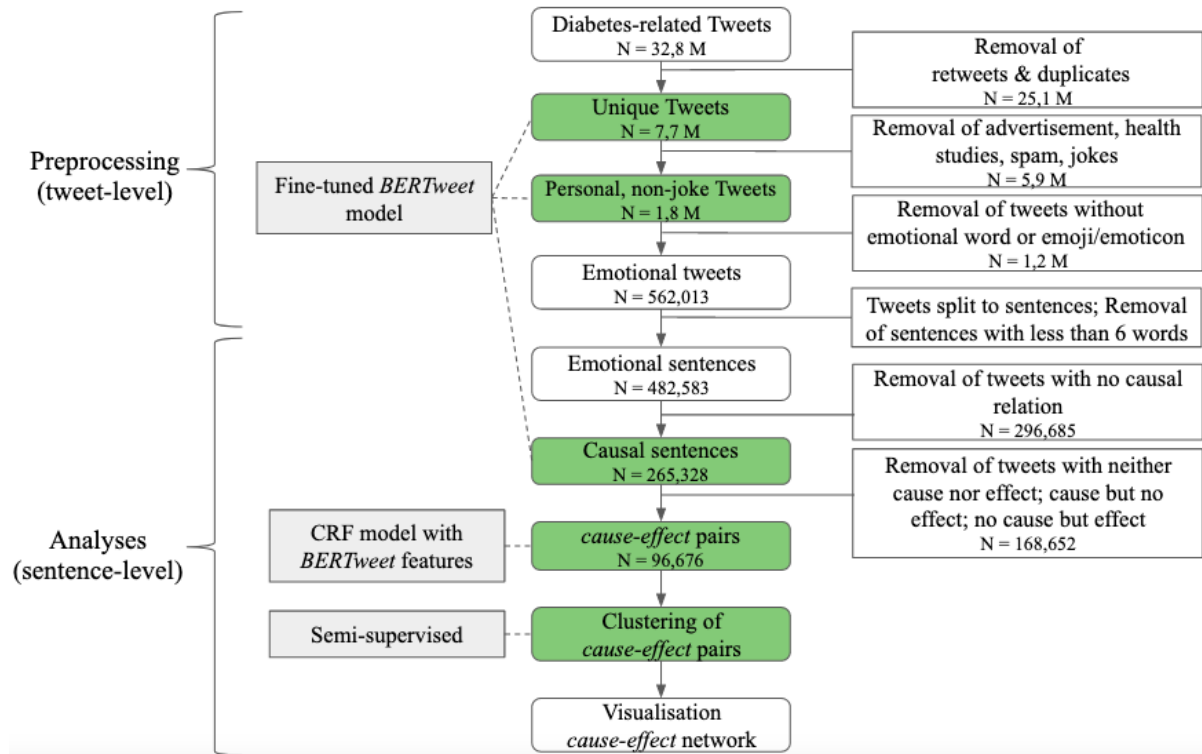 Diabetes-related Tweets
N = 32,8 M
Removal of
retweets & duplicates
N = 25,1 M
Unique Tweets
N = 7,7 M
Removal of advertisement, health
studies, spam, jokes
N = 5,9 M
Preprocessing
(tweet-level)
Fine-tuned BERTweet
model
Personal, non-joke Tweets
N = 1,8 M
Removal of tweets without
emotional word or emoji/emoticon
N = 1,2 M
Emotional tweets
N = 562,013
Tweets split to sentences; Removal
of sentences with less than 6 words
Emotional sentences
N = 482,583
Removal of tweets with no causal
relation
N = 296,685
Causal sentences
N = 265,328
Removal of tweets with neither
cause nor effect; cause but no
effect; no cause but effect
N = 168,652
Analyses
(sentence-level)
CRF model with
BERTweet features
cause-effect pairs
N = 96,676
Semi-supervised
Clustering of
cause-effect pairs
Visualisation
cause-effect network